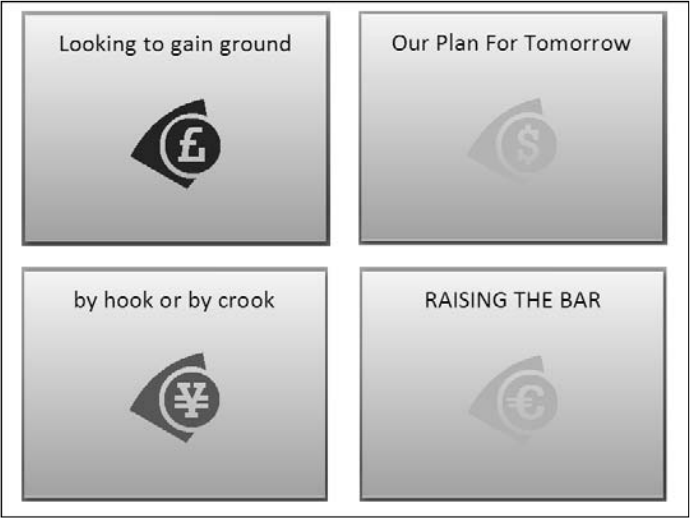 Looking to gain ground
£
Our Plan For Tomorrow
$
by hook or by crook
¥
RAISING THE BAR
€